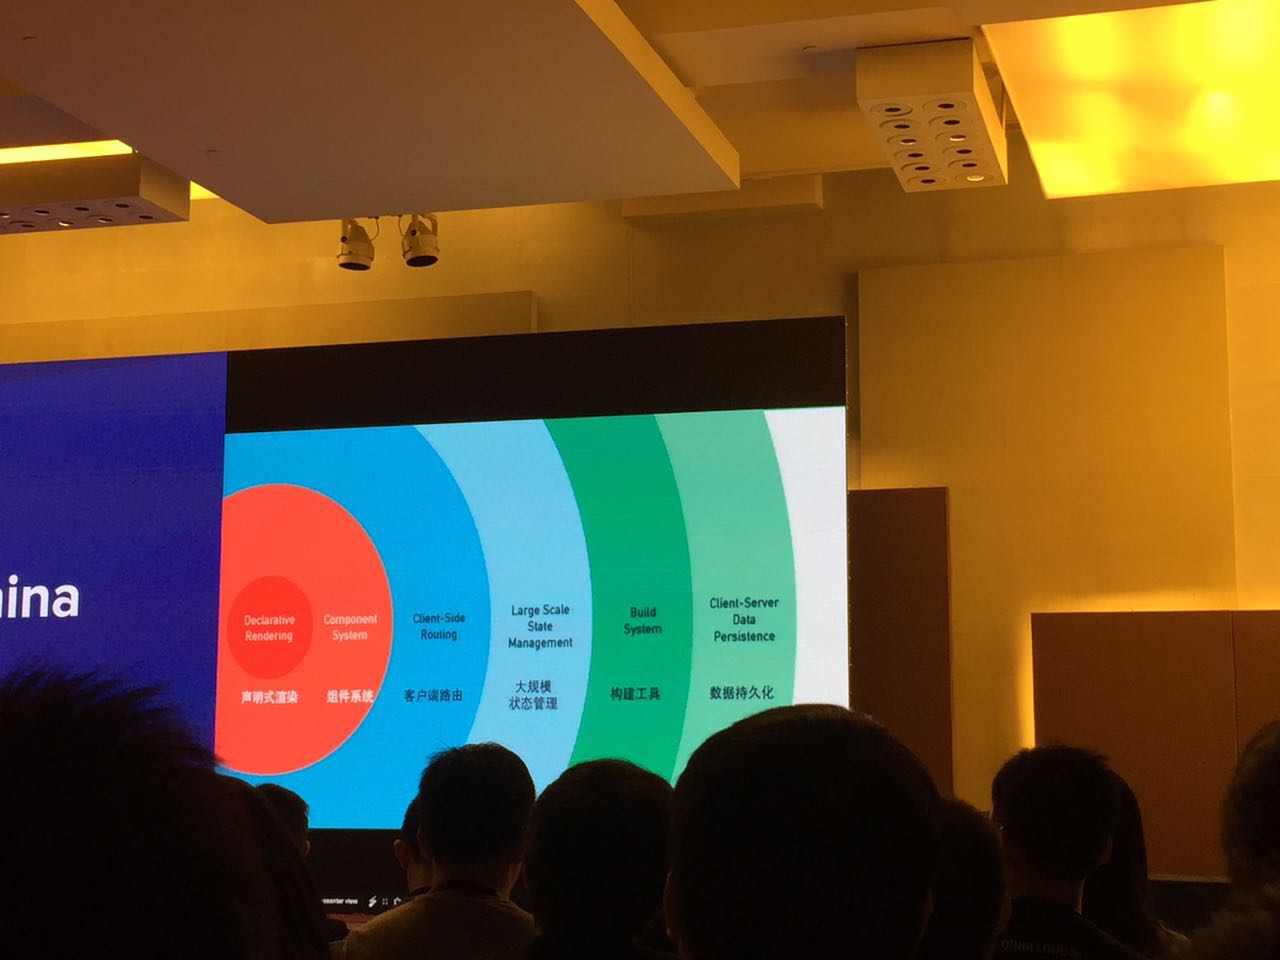 ina
Declarative
Rendering
声明式渲染
Component
System
组件系统
Client-Side
Routing
客户端路由
Large Scale
State
Management
大规模
状态管理
Build
System
构建工具
Client-Server
Data
Persistence
数据持久化
presenter view
QINGCLOUD